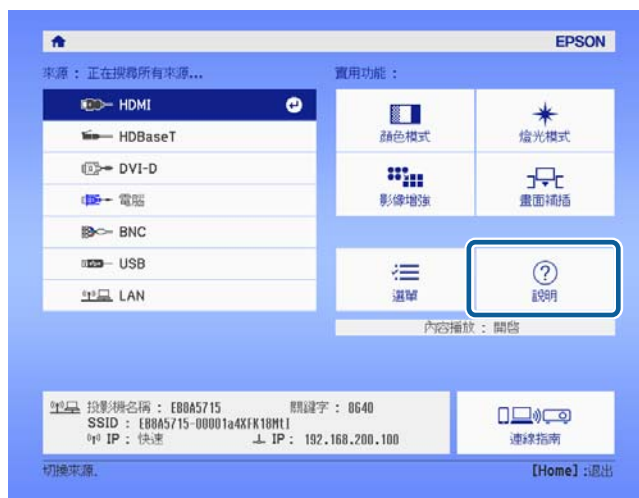 EPSON
來源 : 正在搜尋所有來源...
實用功能 :
HDMI
HDBaseT
DVI-D
電腦
BNC
USB
LAN
顏色模式
燈光模式
影像增強
畫面補插
選單
說明
內容播放 : 開啓
投影機名稱 : EB8A5715 關鍵字 : 8640
SSID : EB8A5715-00001a4XFK18MtI
IP : 快速 IP : 192.168.200.100
連線指南
切換來源. [Home] :退出